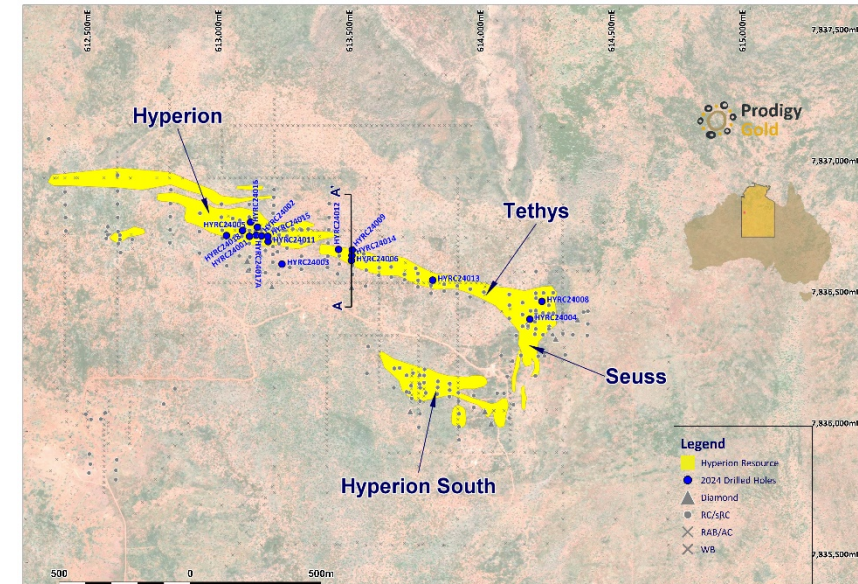 612,500mE
613,000mE
613,500mE
614,000mE
614,500mE
615,000mE
7,837,500mN
Prodigy
Gold
Hyperion
7,837,000mN
A'
HYRC24016
HYRC24002
HYRC24005
HYRC24015
HYRC24012
HYRC24009
Tethys
HYRC24011
HYRC24014
HYRC24001
HYRC24006
HYRC24003
HYRC24017A
HYRC24013
7,836,500mN
HYRC24008
A
HYRC24004
Seuss
Hyperion South
7,836,000mN
Legend
Hyperion Resource
2024 Drilled Holes
Diamond
RC/sRC
RAB/AC
WB
7,835,500mN
500
0
500m